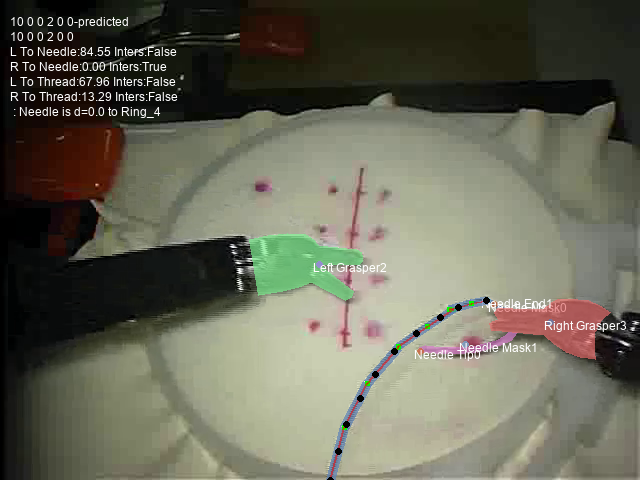 10 0 0 2 0 0-predicted
10 0 0 2 0 0
L To Needle:84.55 Inters:False
R To Needle:0.00 Inters:True
L To Thread:67.96 Inters:False
R To Thread:13.29 Inters:False
: Needle is d=0.0 to Ring_4
Left Grasper2
Needle End1
Needle Mask0
Right Grasper3
Needle Mask1
Needle Tip0